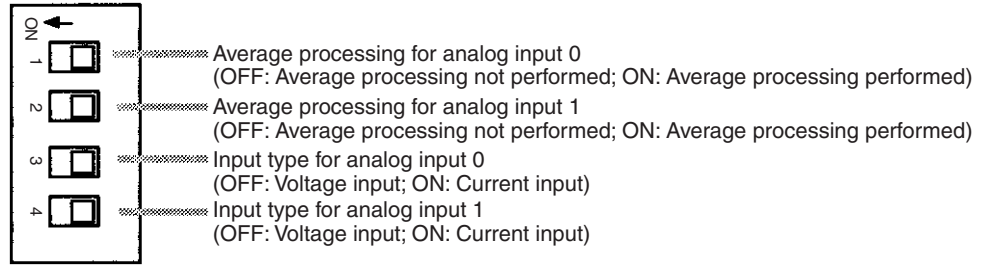 ON
1
Average processing for analog input 0
(OFF: Average processing not performed; ON: Average processing performed)
2
Average processing for analog input 1
(OFF: Average processing not performed; ON: Average processing performed)
3
Input type for analog input 0
(OFF: Voltage input; ON: Current input)
4
Input type for analog input 1
(OFF: Voltage input; ON: Current input)